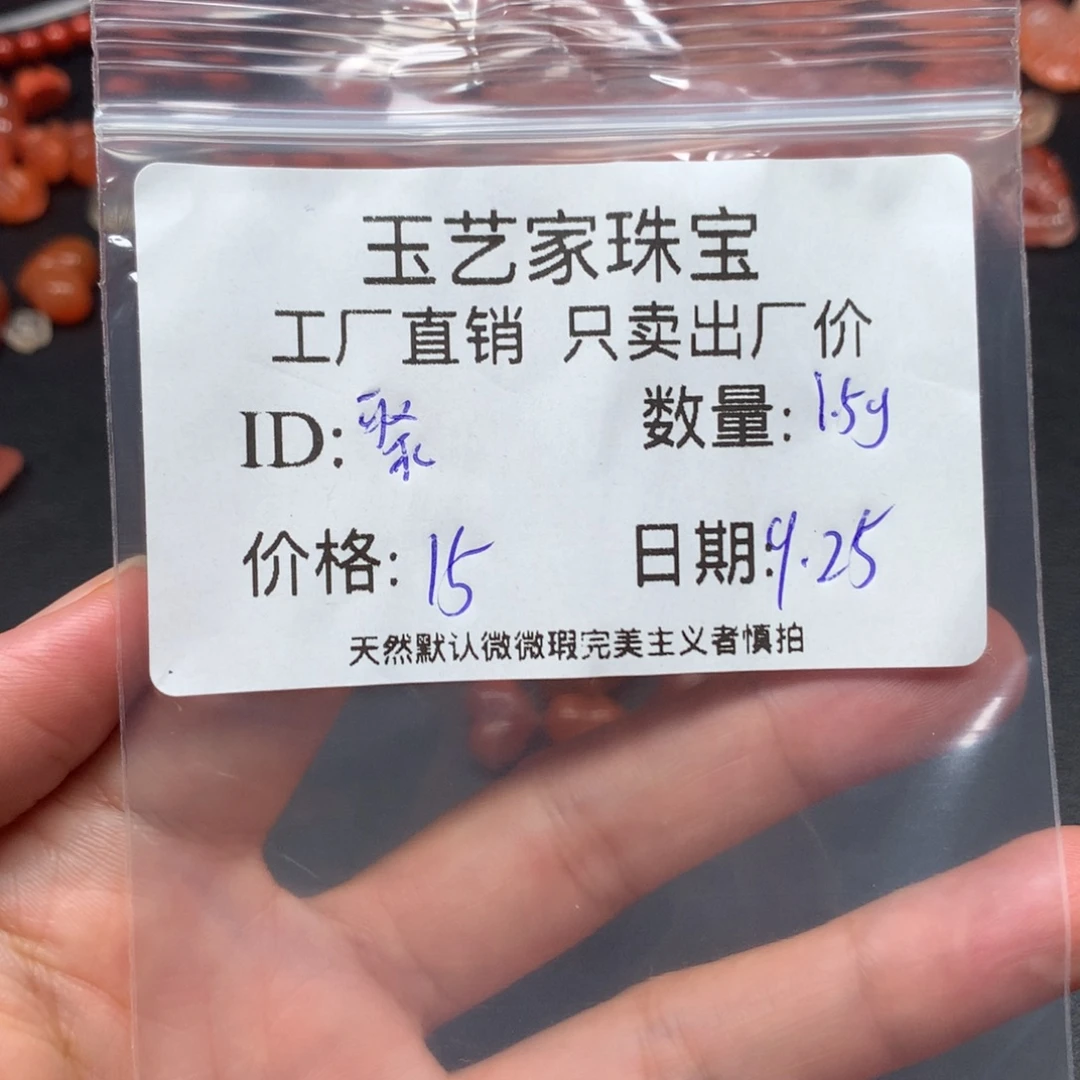 玉艺家珠宝
工厂直销 只卖出厂价
ID: 数量: 1.5g
价格: 15 日期: 9.25
天然默认微微瑕完美主义者慎拍